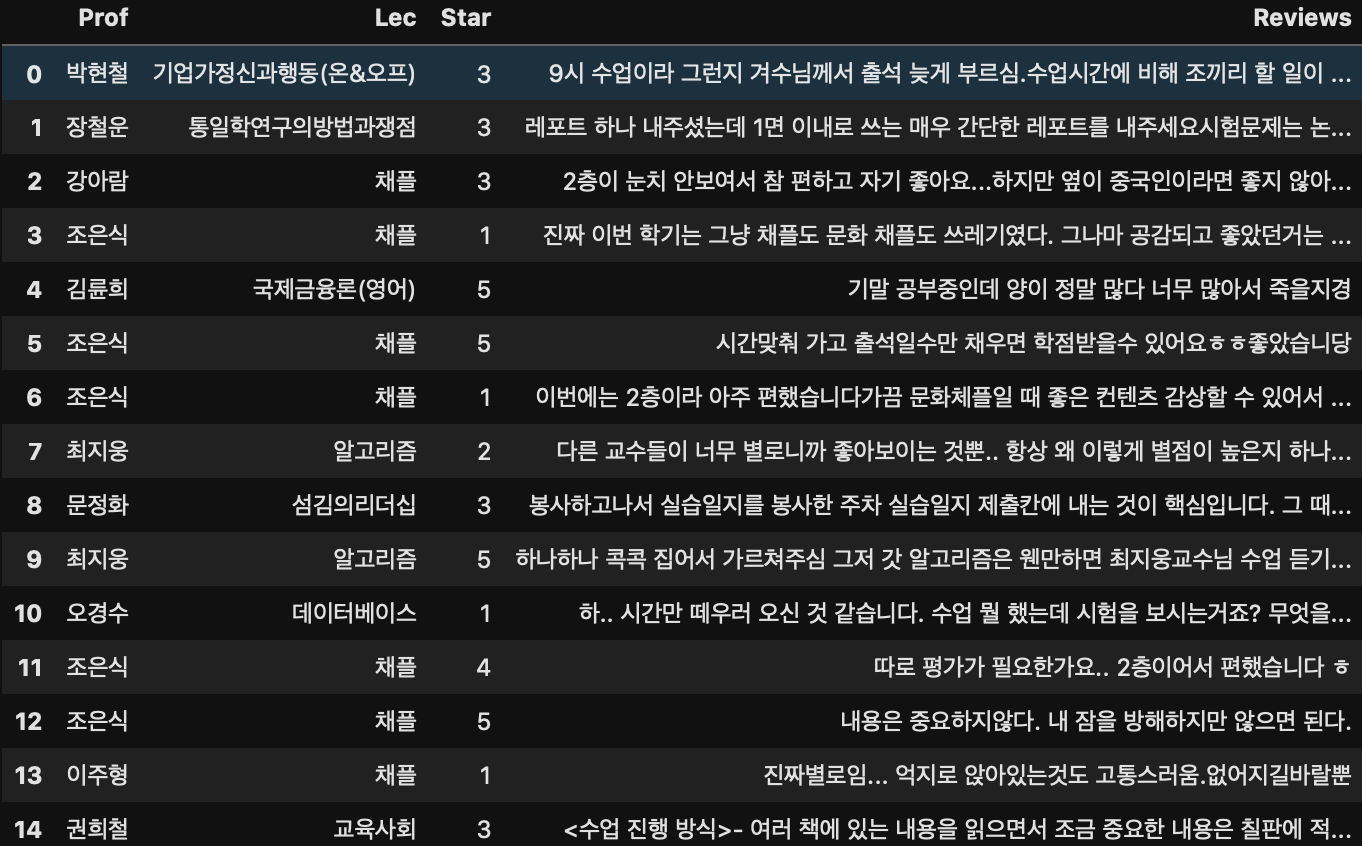 Prof Lec Star Reviews
0 박현철 기업가정신과행동(온&오프) 3 9시 수업이라 그런지 겨수님께서 출석 늦게 부르심.수업시간에 비해 조끼리 할 일이 ...
1 장철운 통일학연구의방법과쟁점 3 레포트 하나 내주셨는데 1면 이내로 쓰는 매우 간단한 레포트를 내주세요시험문제는 논...
2 강아람 채플 3 2층이 눈치 안보여서 참 편하고 자기 좋아요...하지만 옆이 중국인이라면 좋지 않아...
3 조은식 채플 1 진짜 이번 학기는 그냥 채플도 문화 채플도 쓰레기였다. 그나마 공감되고 좋았던거는 ...
4 김륜희 국제금융론(영어) 5 기말 공부중인데 양이 정말 많다 너무 많아서 죽을지경
5 조은식 채플 5 시간맞춰 가고 출석일수만 채우면 학점받을수 있어요ㅎㅎ좋았습니당
6 조은식 채플 1 이번에는 2층이라 아주 편했습니다가끔 문화체플일 때 좋은 컨텐츠 감상할 수 있어서 ...
7 최지웅 알고리즘 2 다른 교수들이 너무 별로니까 좋아보이는 것뿐.. 항상 왜 이렇게 별점이 높은지 하나...
8 문정화 섬김의리더십 3 봉사하고나서 실습일지를 봉사한 주차 실습일지 제출칸에 내는 것이 핵심입니다. 그 때...
9 최지웅 알고리즘 5 하나하나 콕콕 집어서 가르쳐주심 그저 갓 알고리즘은 웬만하면 최지웅교수님 수업 듣기...
10 오경수 데이터베이스 1 하.. 시간만 떼우러 오신 것 같습니다. 수업 뭘 했는데 시험을 보시는거죠? 무엇을...
11 조은식 채플 4 따로 평가가 필요한가요.. 2층이어서 편했습니다 ㅎ
12 조은식 채플 5 내용은 중요하지않다. 내 잠을 방해하지만 않으면 된다.
13 이주형 채플 1 진짜별로임... 억지로 앉아있는것도 고통스러움.없어지길바랄뿐
14 권희철 교육사회 3 <수업 진행 방식>- 여러 책에 있는 내용을 읽으면서 조금 중요한 내용은 칠판에 적...